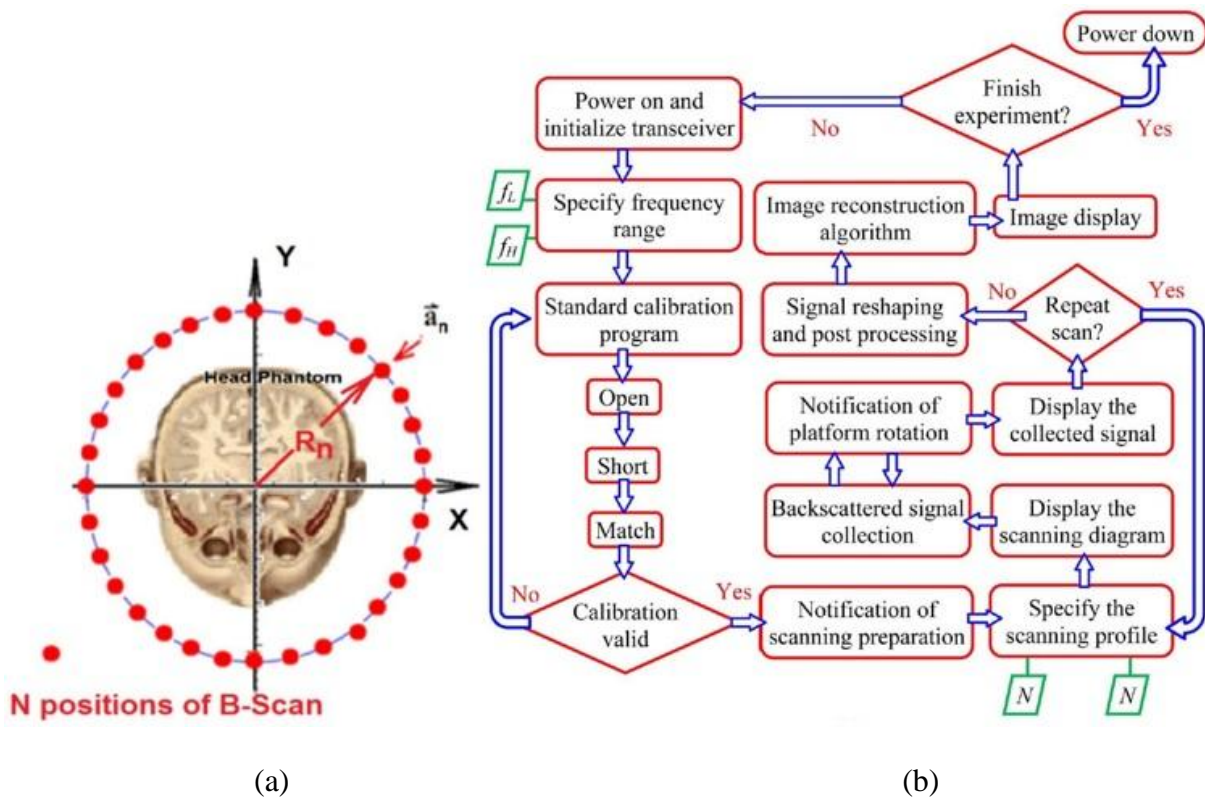 Y
a⃗n
Head Phantom
Rn
X
N positions of B-Scan
(a)
Power down
Finish
experiment?
No
Yes
Power on and
initialize transceiver
fL
fH
Specify frequency
range
Image reconstruction
algorithm
Image display
Standard calibration
program
Signal reshaping
and post processing
No
Repeat
scan?
Yes
Open
Notification of
platform rotation
Display the
collected signal
Short
Match
Backscattered signal
collection
Display the
scanning diagram
No
Calibration
valid
Yes
Notification of
scanning preparation
Specify the
scanning profile
N
N
(b)